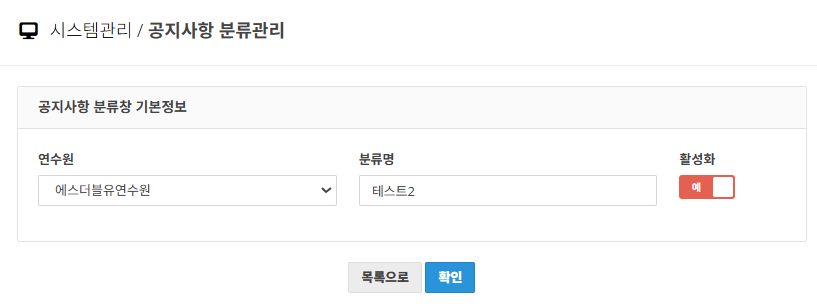 시스템관리 / 공지사항 분류관리
공지사항 분류창 기본정보
연수원 분류명 활성화
에스더블유연수원 테스트2 예
목록으로 확인